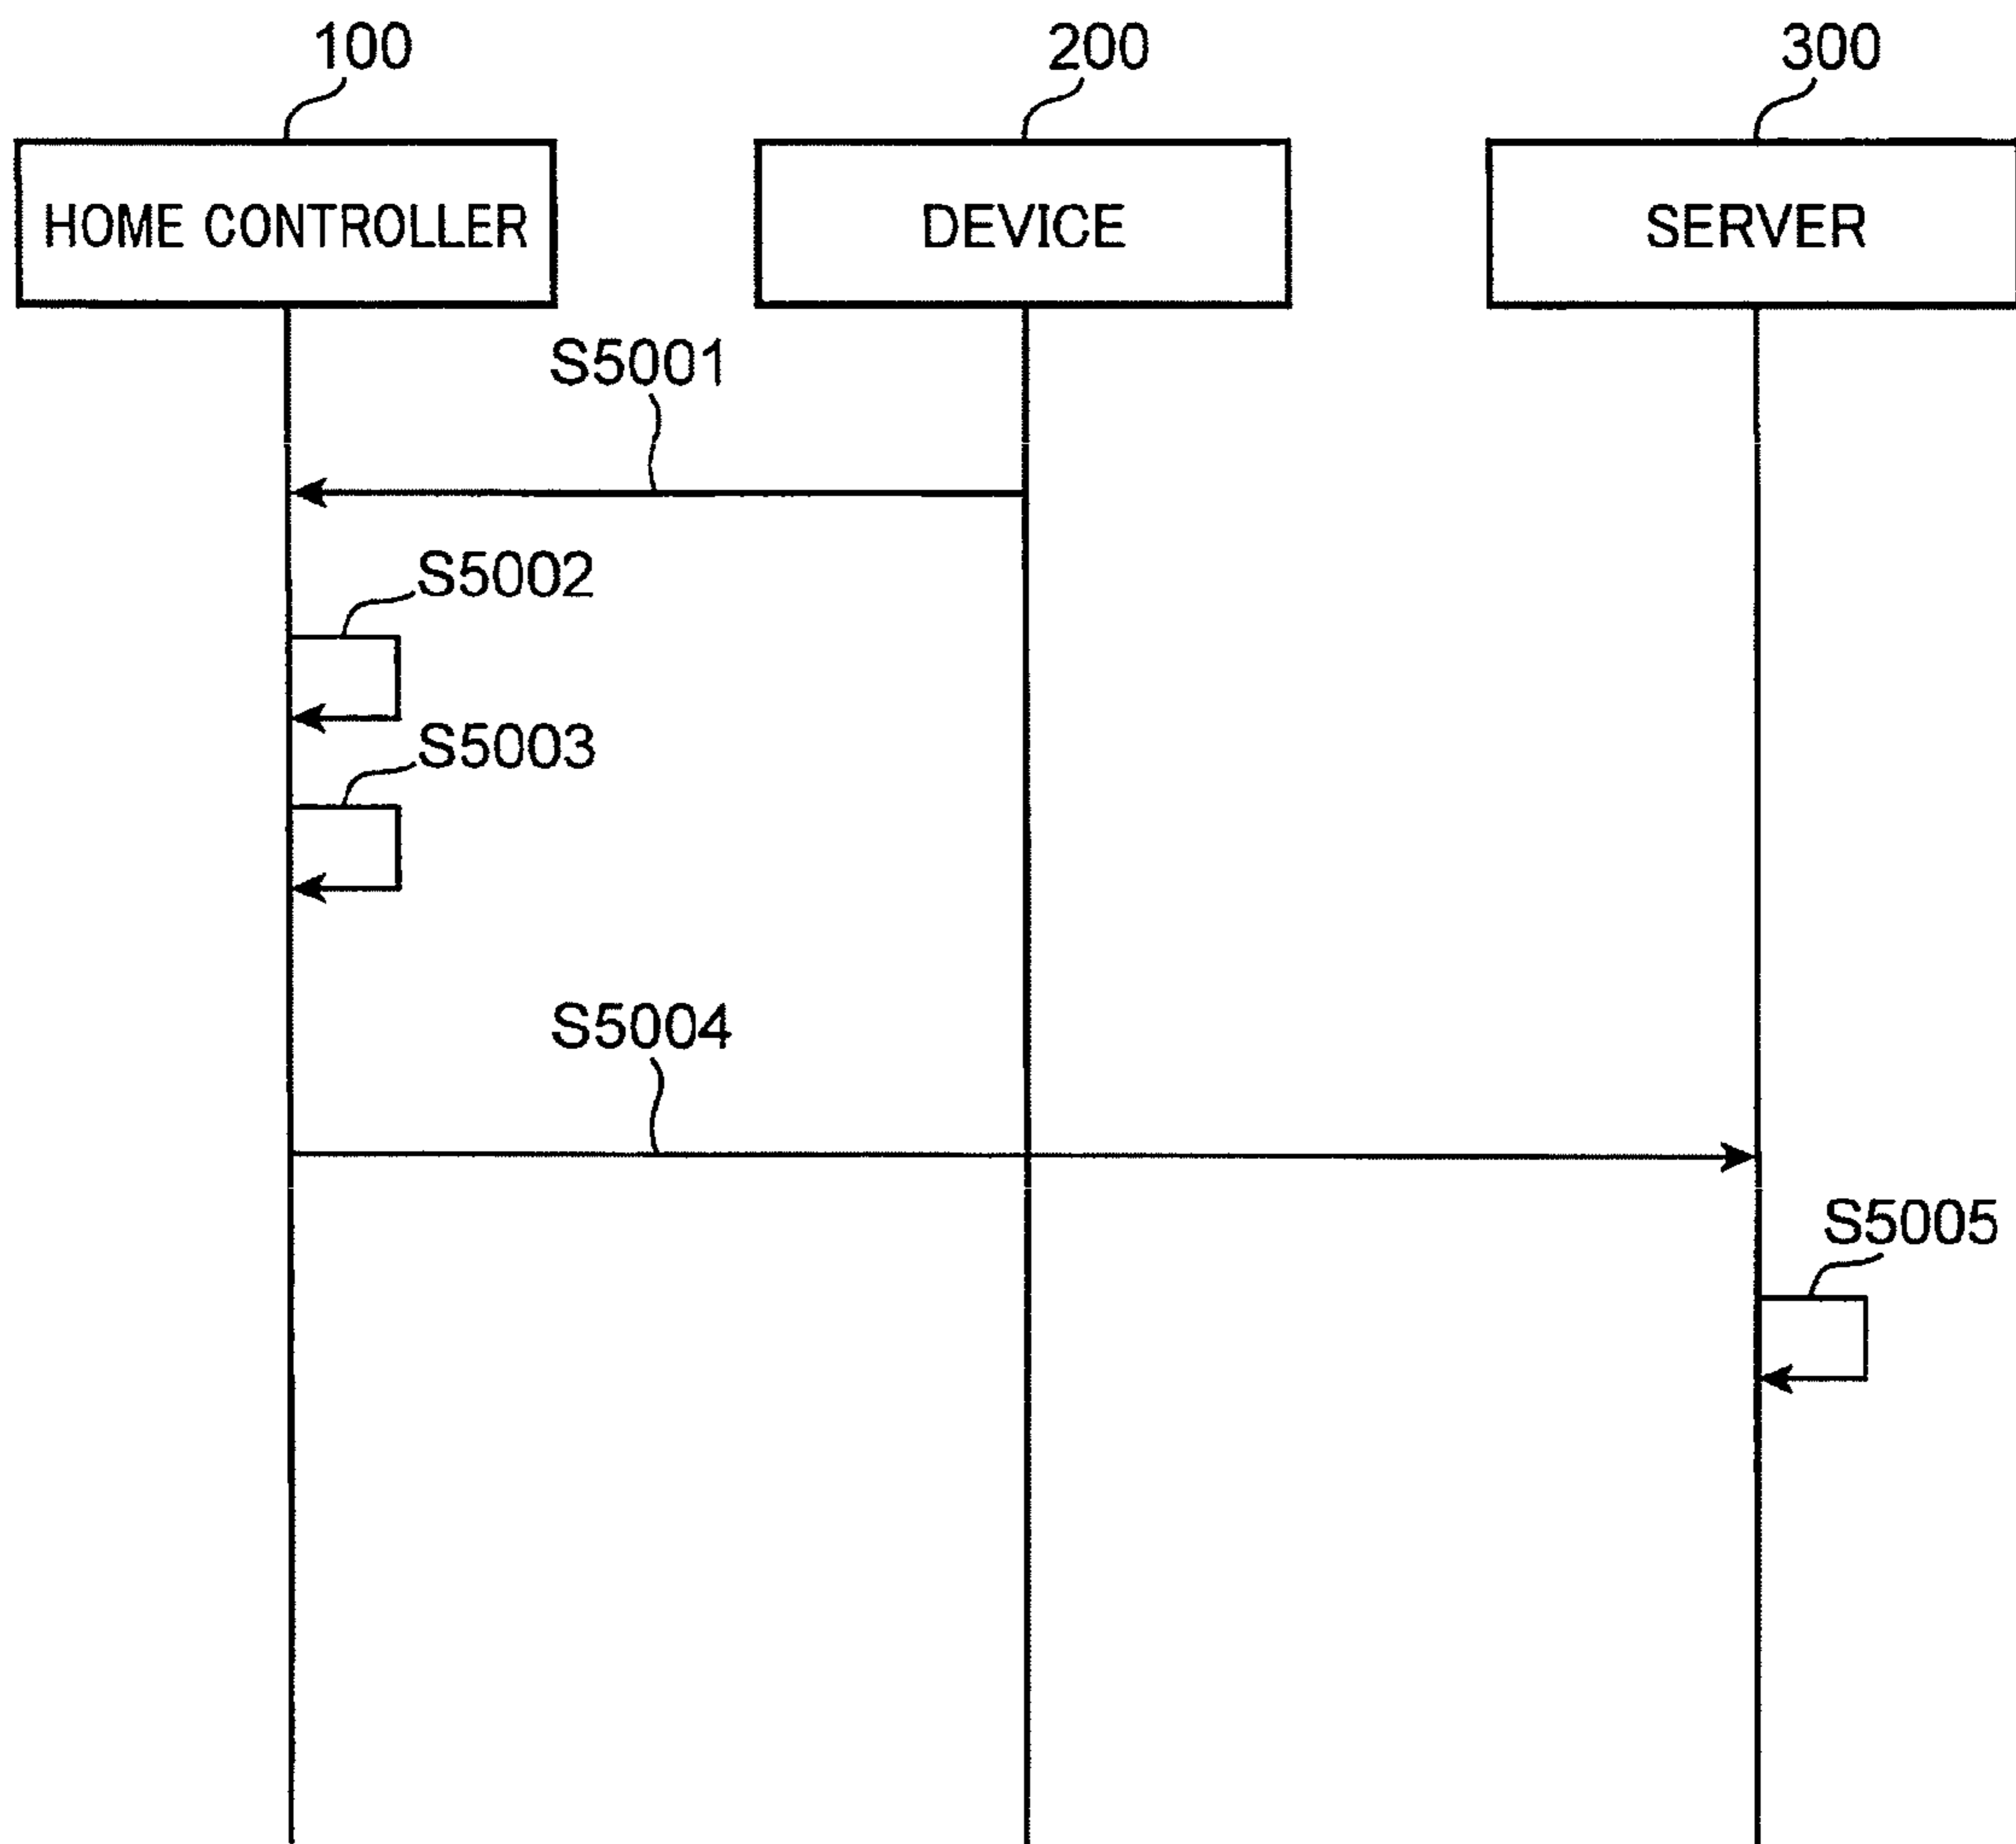 100
200
300
HOME CONTROLLER
DEVICE
SERVER
S5001
S5002
S5003
S5004
S5005